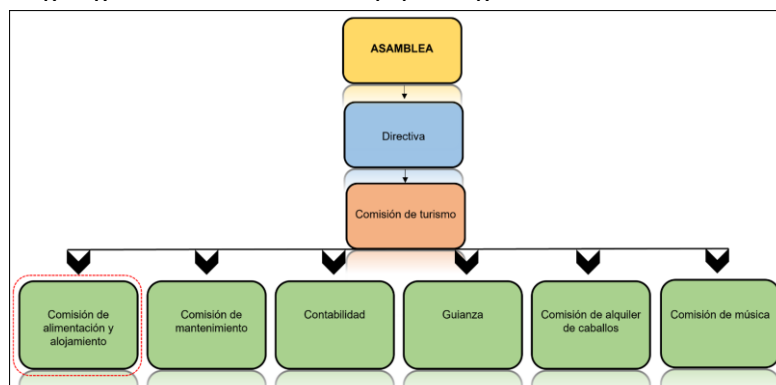 ASAMBLEA
Directiva
Comisión de turismo
Comisión de
alimentación y
alojamiento
Comisión de
mantenimiento
Contabilidad
Guianza
Comisión de alquiler
de caballos
Comisión de música